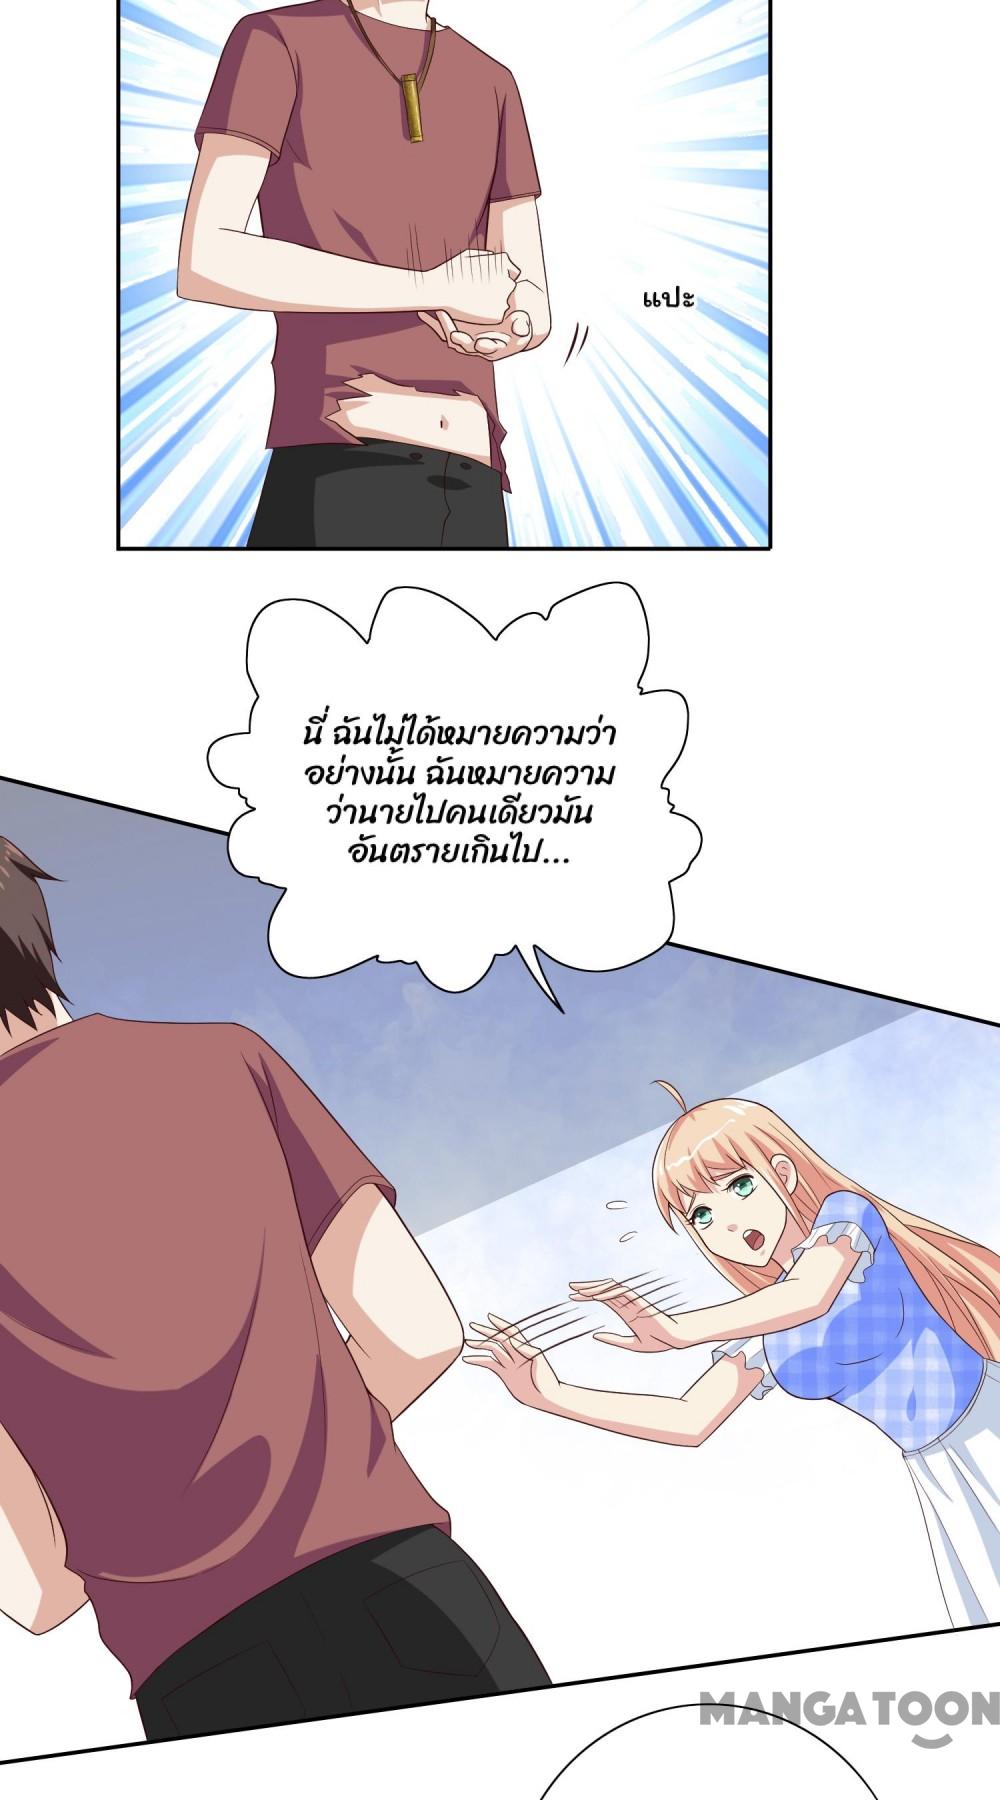 แปะ
นี่ ฉันไม่ได้หมายความว่า
อย่างนั้น ฉันหมายความ
ว่านายไปคนเดียวมัน
อันตรายเกินไป...
MANGATOON